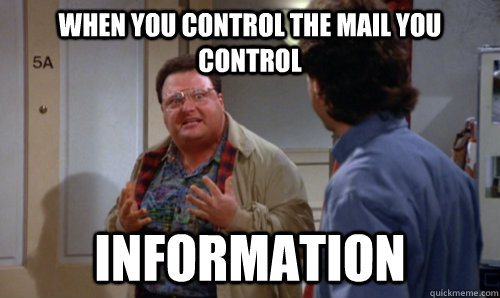 WHEN YOU CONTROL THE MAIL YOU
CONTROL
5A
INFORMATION
quickmeme.com